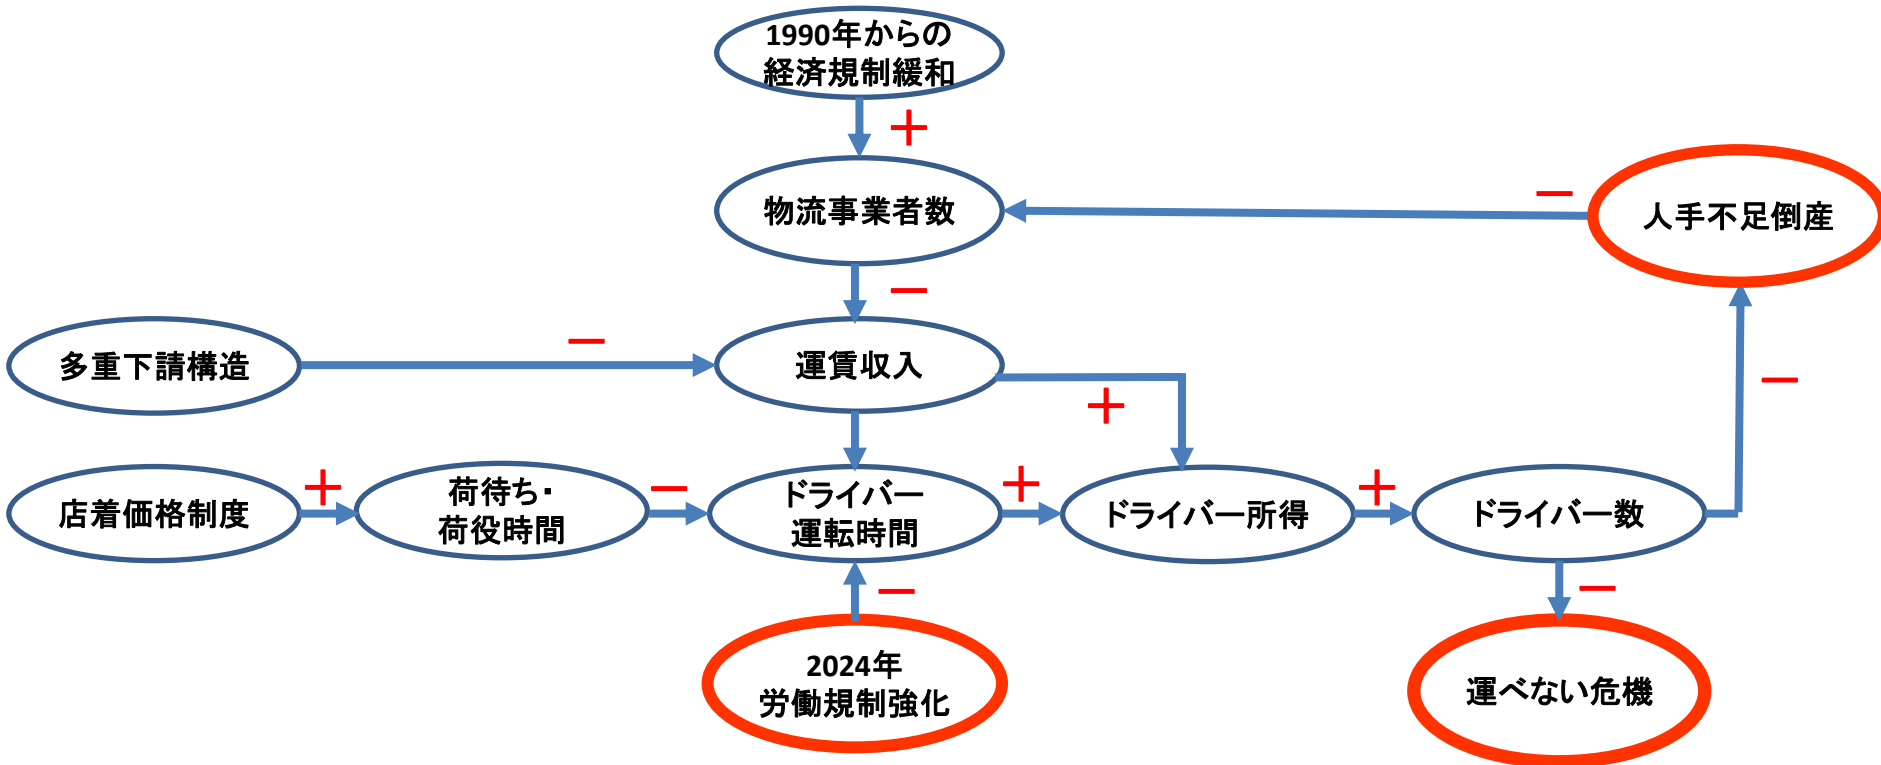 1990年からの
経済規制緩和
＋
物流事業者数
－
人手不足倒産
－
多重下請構造
－
運賃収入
＋
－
店着価格制度
＋
荷待ち・
荷役時間
－
ドライバー
運転時間
＋
ドライバー所得
＋
ドライバー数
－
－
2024年
労働規制強化
運べない危機